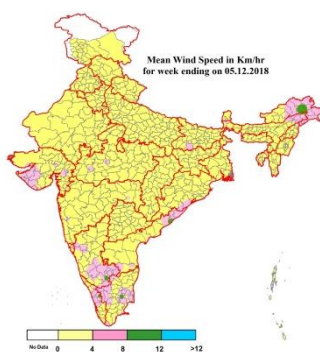 Mean Wind Speed in Km/hr
for week ending on 05.12.2018
No Data 0 4 8 12 >12